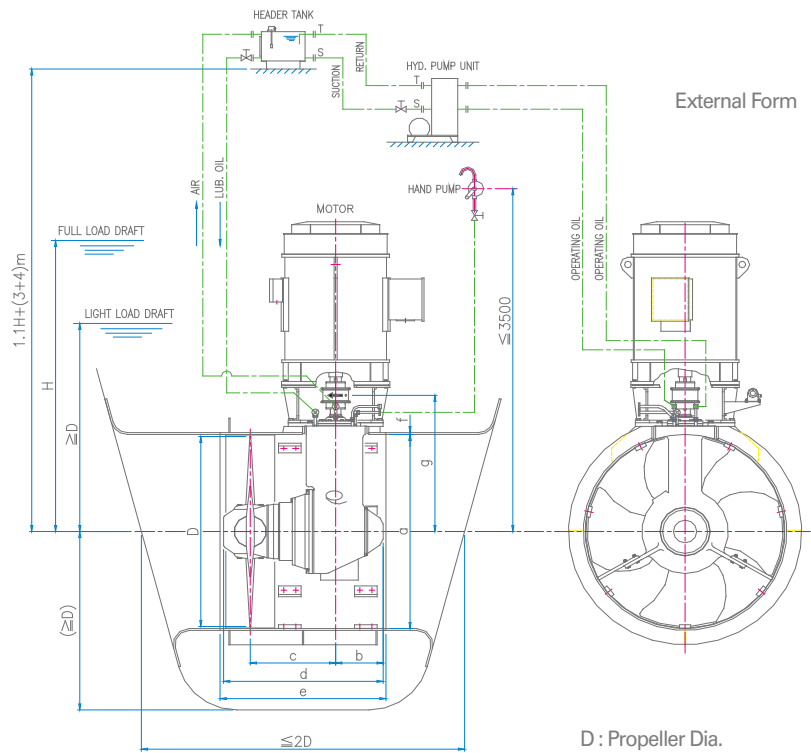 HEADER TANK
T
T
S
SUCTION
RETURN
HYD. PUMP UNIT
T
T
S
External Form
AIR
LUB. OIL
HAND PUMP
T
MOTOR
OPERATING OIL
OPERATING OIL
FULL LOAD DRAFT
LIGHT LOAD DRAFT
1.1H+(3+4)m
H
≧D
≦3500
f
g
D
a
(≧D)
c
b
d
e
≦2D
D : Propeller Dia.